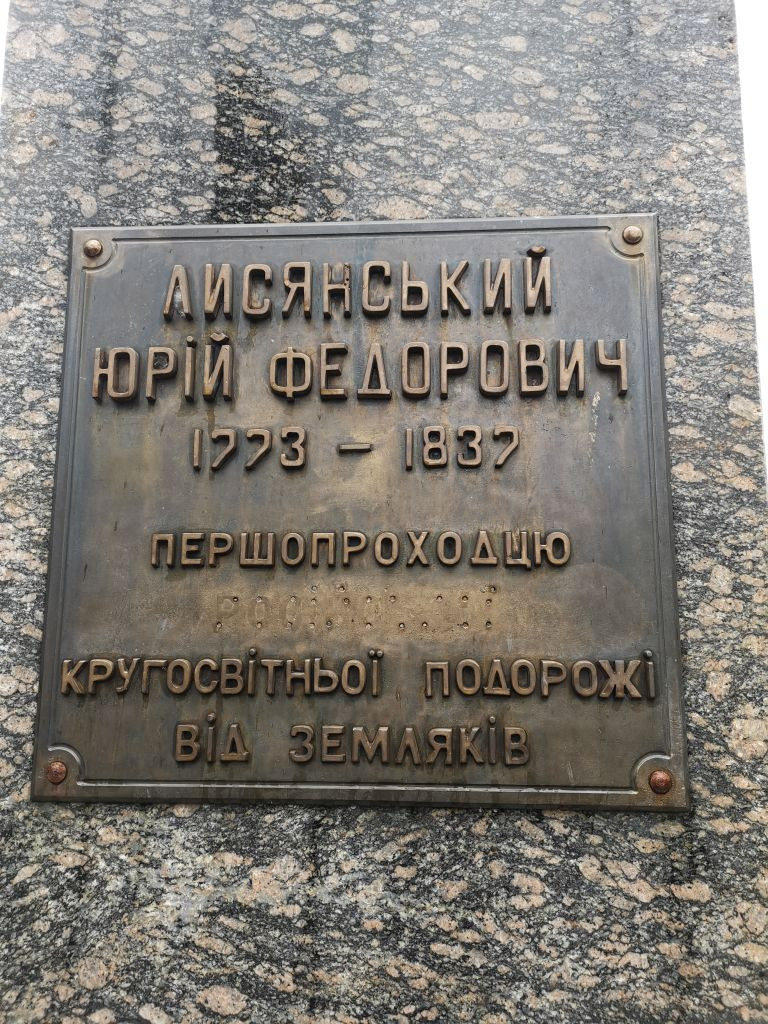 ЛИСЯНСЬКИЙ
ЮРІЙ ФЕДОРОВИЧ
1773 – 1837
ПЕРШОПРОХОДЦЮ
КРУГОСВІТНЬОЇ ПОДОРОЖІ
ВІД ЗЕМЛЯКІВ